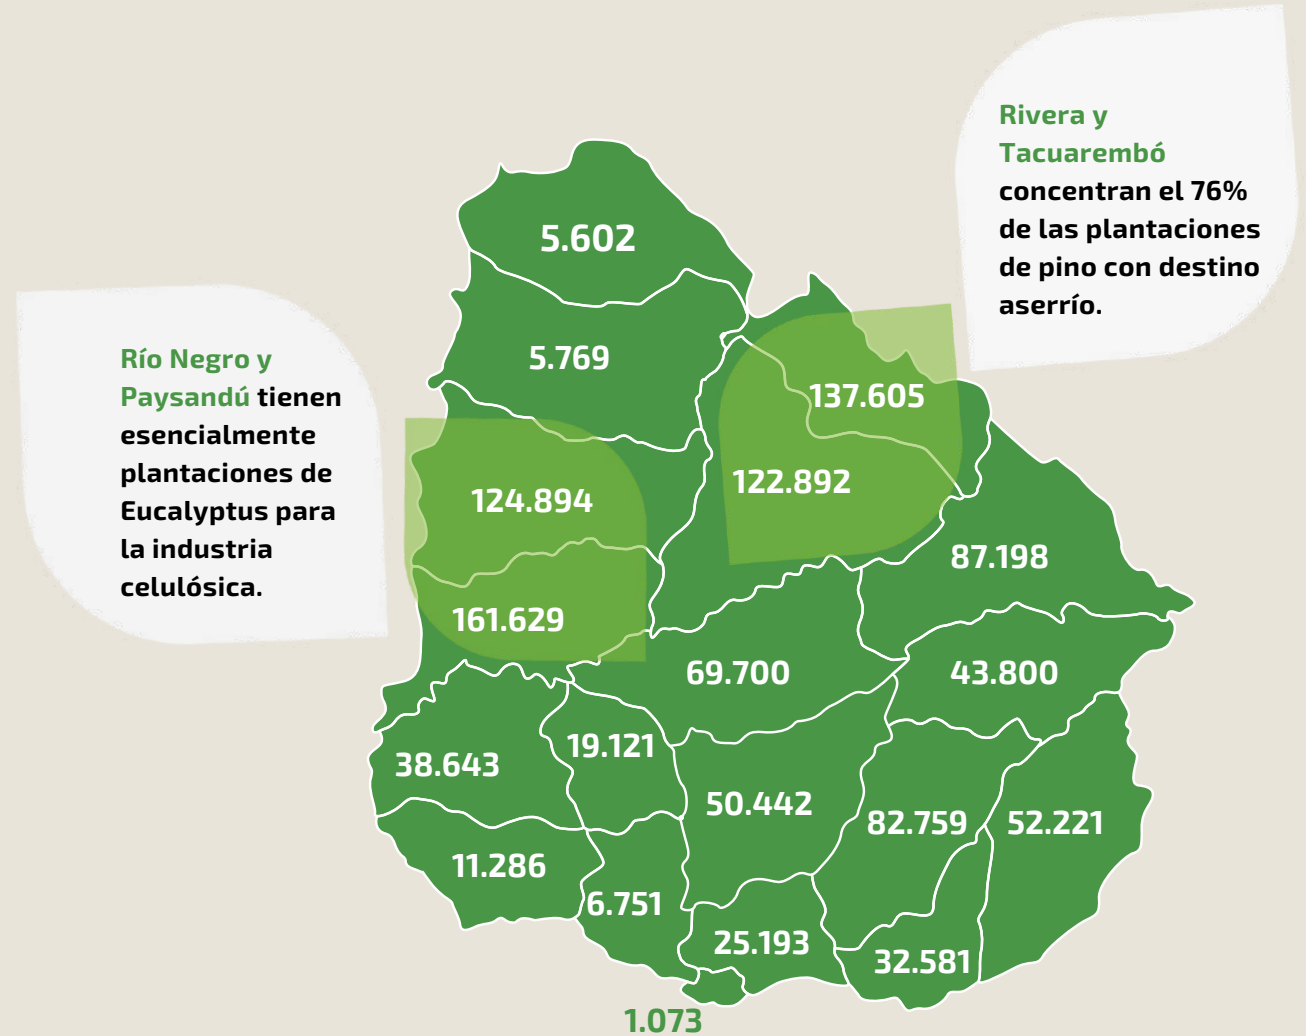 Rivera y
Tacuarembó
concentran el 76%
de las plantaciones
de pino con destino
aserrío.
Río Negro y
Paysandú tienen
esencialmente
plantaciones de
Eucalyptus para
la industria
celulósica.
5.602
5.769
137.605
122.892
124.894
87.198
161.629
69.700
43.800
19.121
38.643
50.442
82.759
52.221
11.286
6.751
25.193
32.581
1.073